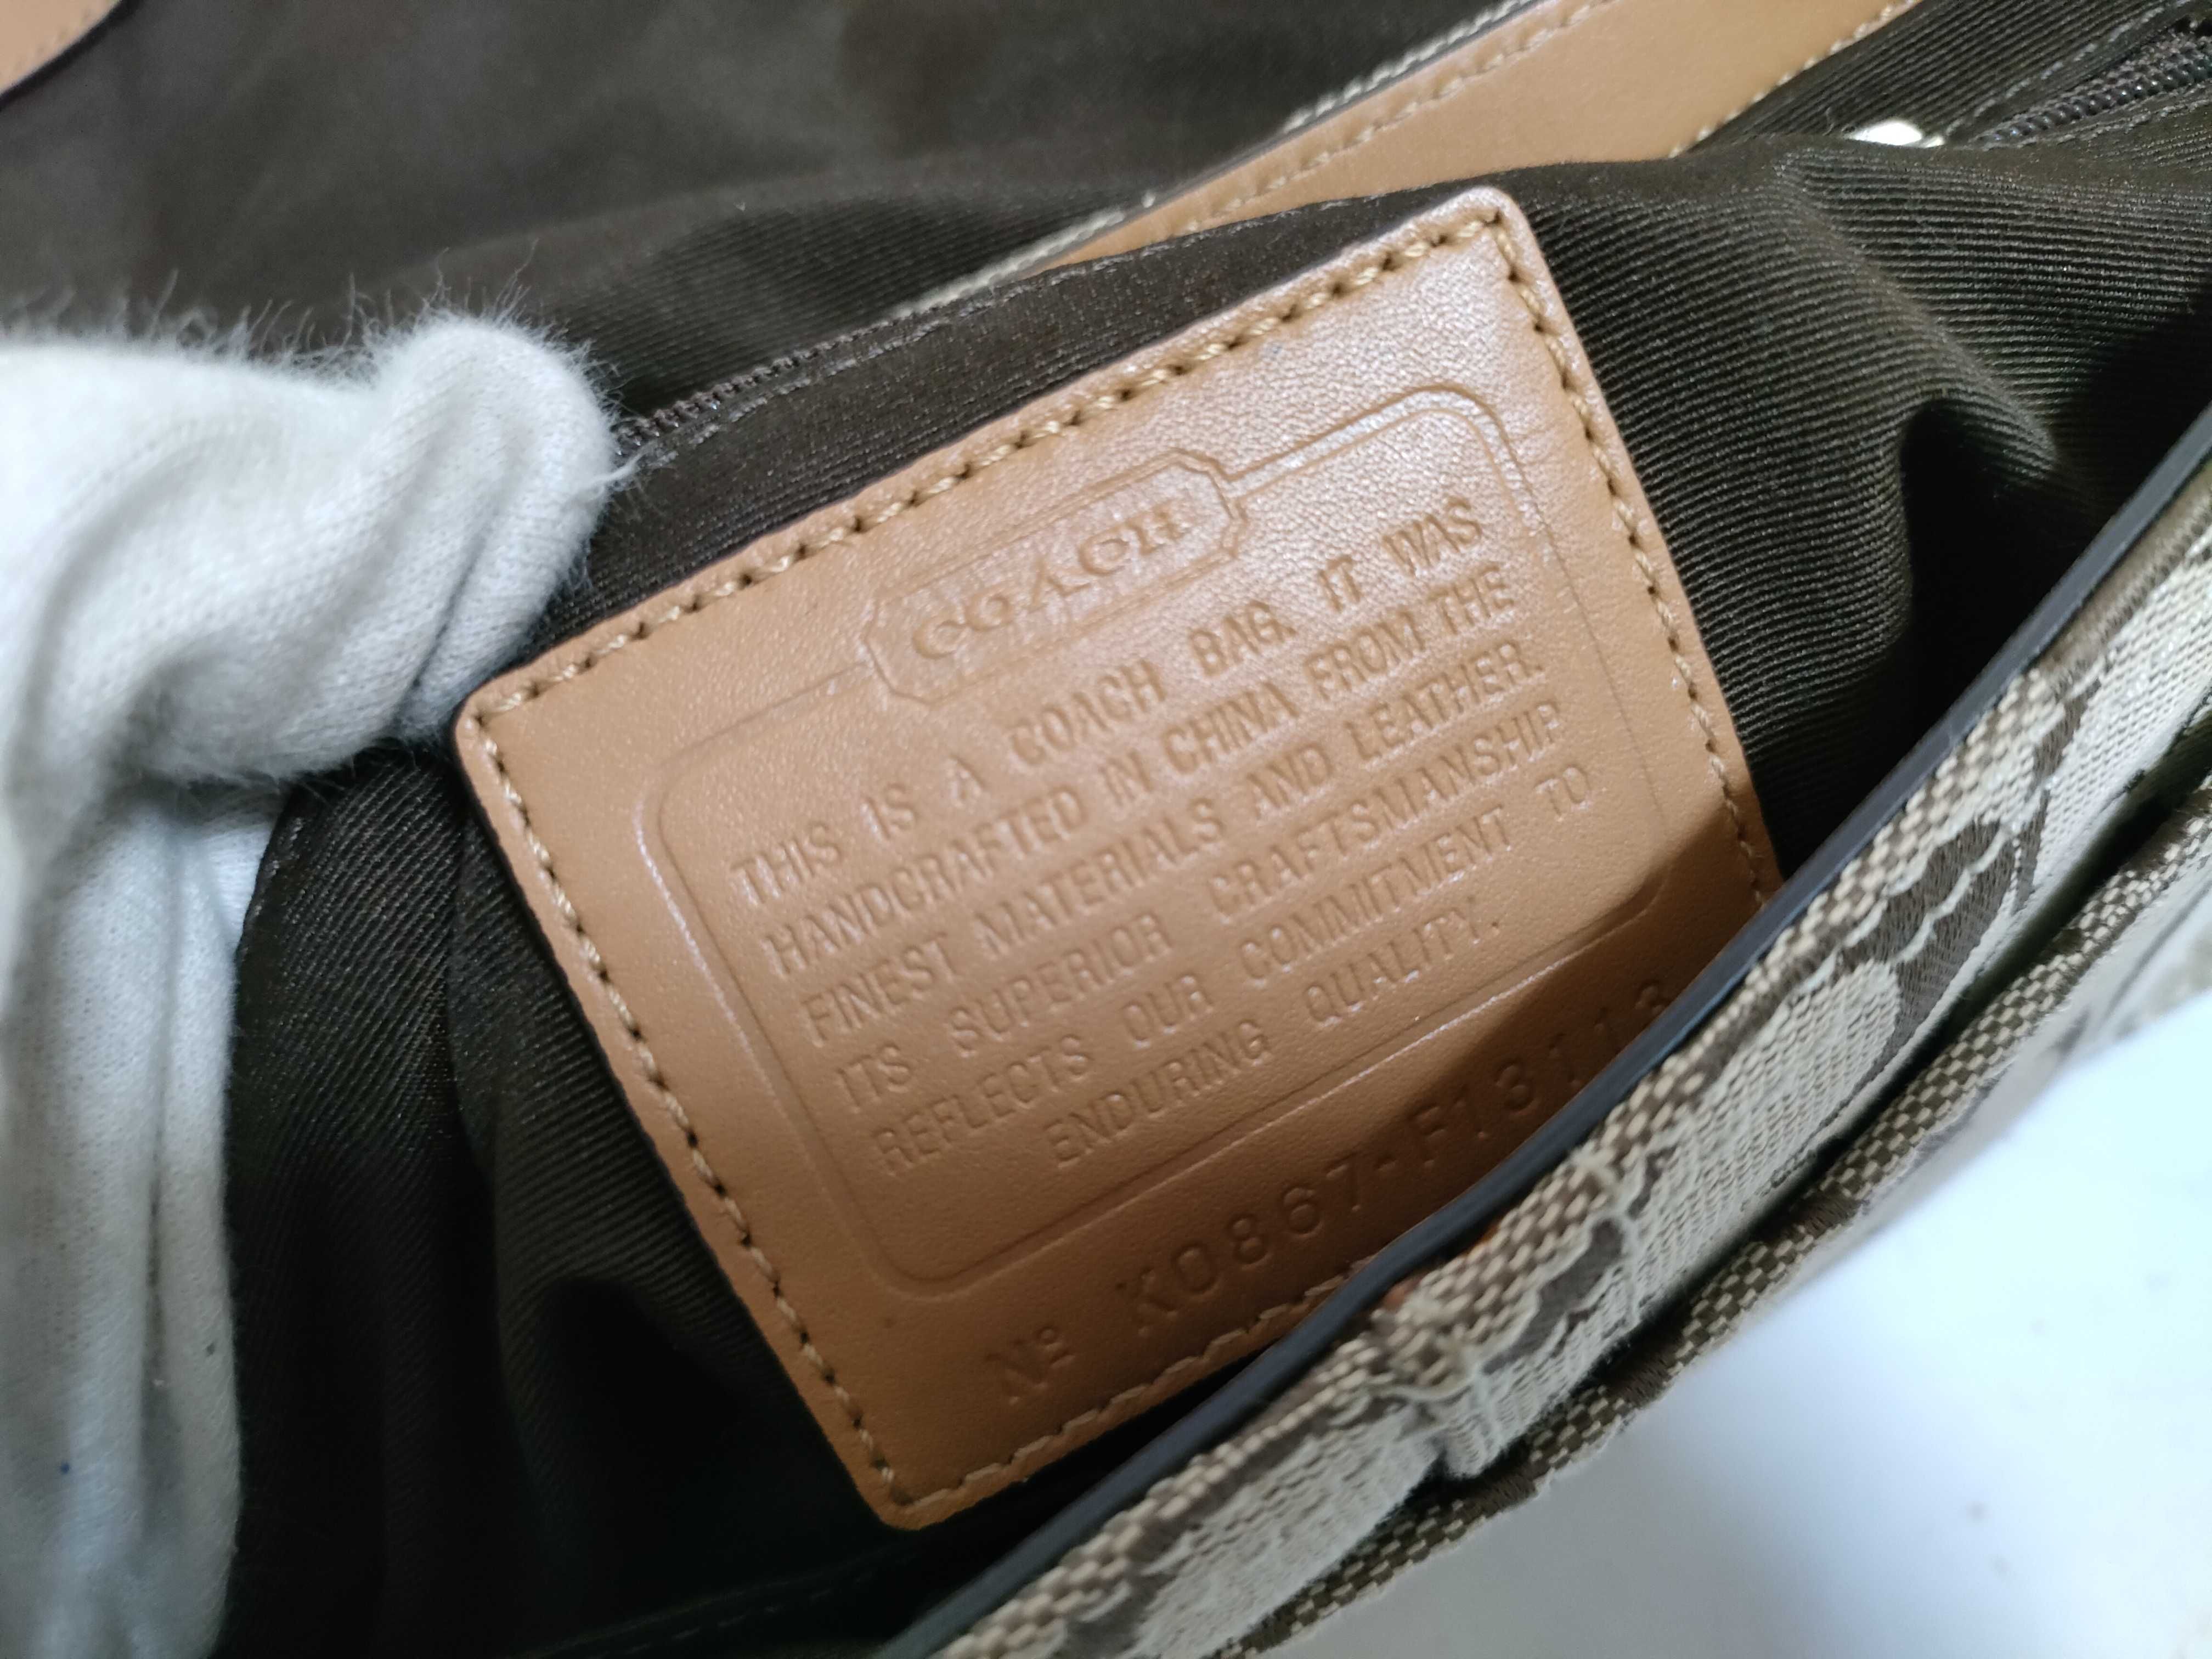 COACH
THIS IS A COACH BAG. IT WAS
HANDCRAFTED IN CHINA FROM THE
FINEST MATERIALS AND LEATHER.
ITS SUPERIOR CRAFTSMANSHIP
REFLECTS OUR COMMITMENT TO
ENDURING QUALITY.
Nº K0867-F13113